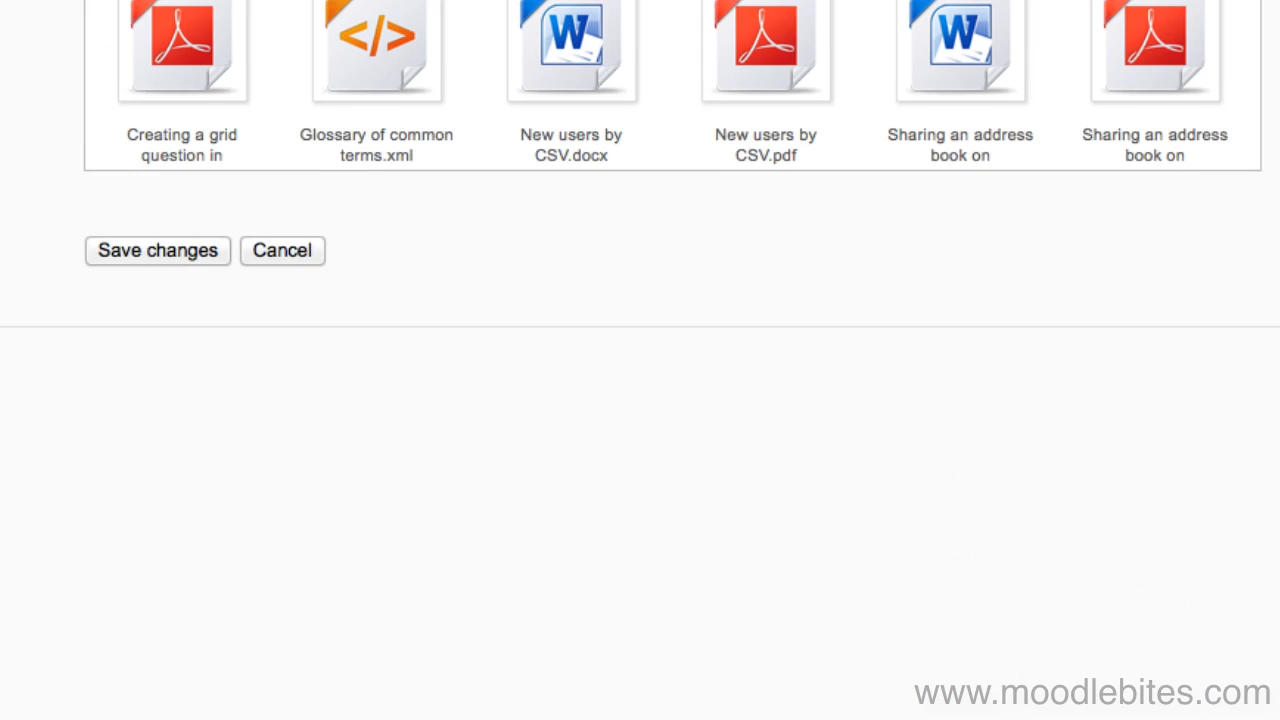 Creating a grid question in
Glossary of common terms.xml
New users by CSV.docx
New users by CSV.pdf
Sharing an address book on
Sharing an address book on
Save changes
Cancel
www.moodlebites.com